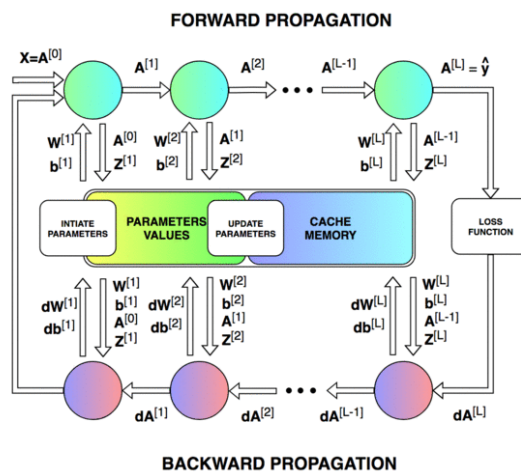 FORWARD PROPAGATION
X=A[0]
A[1]
A[2]
A[L-1]
A[L] = ŷ
W[1]
b[1]
A[0]
Z[1]
W[2]
b[2]
A[1]
Z[2]
W[L]
b[L]
A[L-1]
Z[L]
INTIATE
PARAMETERS
PARAMETERS
VALUES
UPDATE
PARAMETERS
CACHE
MEMORY
LOSS
FUNCTION
dW[1]
db[1]
W[1]
b[1]
A[0]
Z[1]
dW[2]
db[2]
W[2]
b[2]
A[1]
Z[2]
dW[L]
db[L]
W[L]
b[L]
A[L-1]
Z[L]
dA[1]
dA[2]
dA[L-1]
dA[L]
BACKWARD PROPAGATION